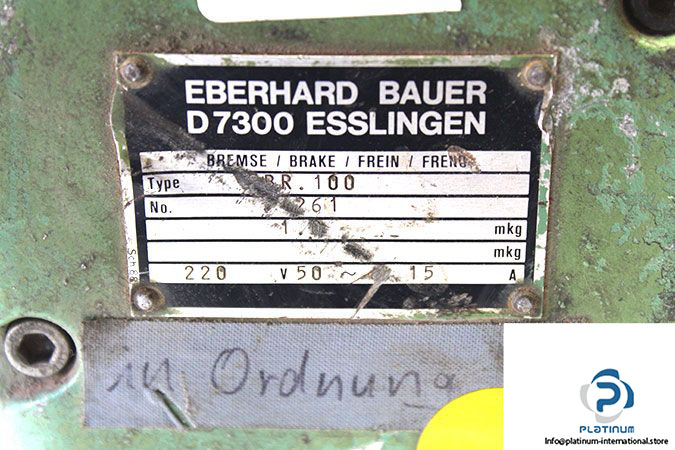 EBERHARD BAUER
D7300 ESSLINGEN
BREMSE / BRAKE / FREIN / FRENO
Type BR.100
No. 261
mkg
mkg
220 V 50 ~ 15 A
in Ordnung
PLATINUM
info@platinum-international.store